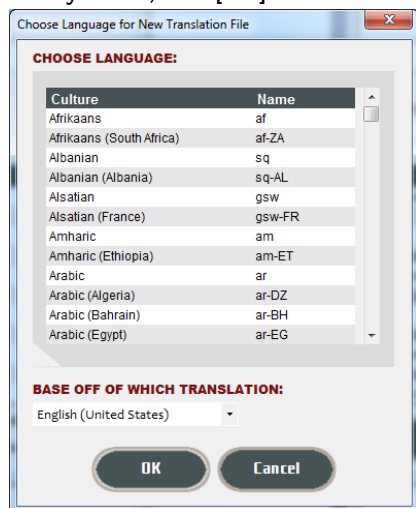 Choose Language for New Translation File
CHOOSE LANGUAGE:
Culture Name
Afrikaans af
Afrikaans (South Africa) af-ZA
Albanian sq
Albanian (Albania) sq-AL
Alsatian gsw
Alsatian (France) gsw-FR
Amharic am
Amharic (Ethiopia) am-ET
Arabic ar
Arabic (Algeria) ar-DZ
Arabic (Bahrain) ar-BH
Arabic (Egypt) ar-EG
BASE OFF OF WHICH TRANSLATION:
English (United States)
OK Cancel